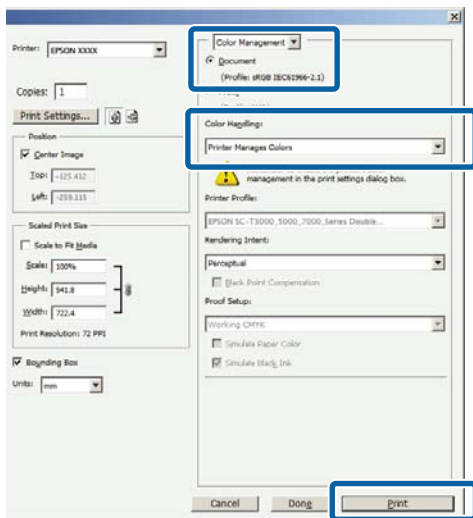 Printer: EPSON XXXX
Copies: 1
Print Settings...
Position
Center Image
Top: -125.412
Left: -259.115
Scaled Print Size
Scale to Fit Media
Scale: 100%
Height: 541.8
Width: 722.4
Print Resolution: 72 PPI
Bounding Box
Units: mm
Color Management
Document
(Profile: sRGB IEC61966-2.1)
Color Handling:
Printer Manages Colors
management in the print settings dialog box.
Printer Profile:
EPSON SC-T3000_5000_7000_Series Double...
Rendering Intent:
Perceptual
Black Point Compensation
Proof Setup:
Working CMYK
Simulate Paper Color
Simulate Black Ink
Cancel
Done
Print